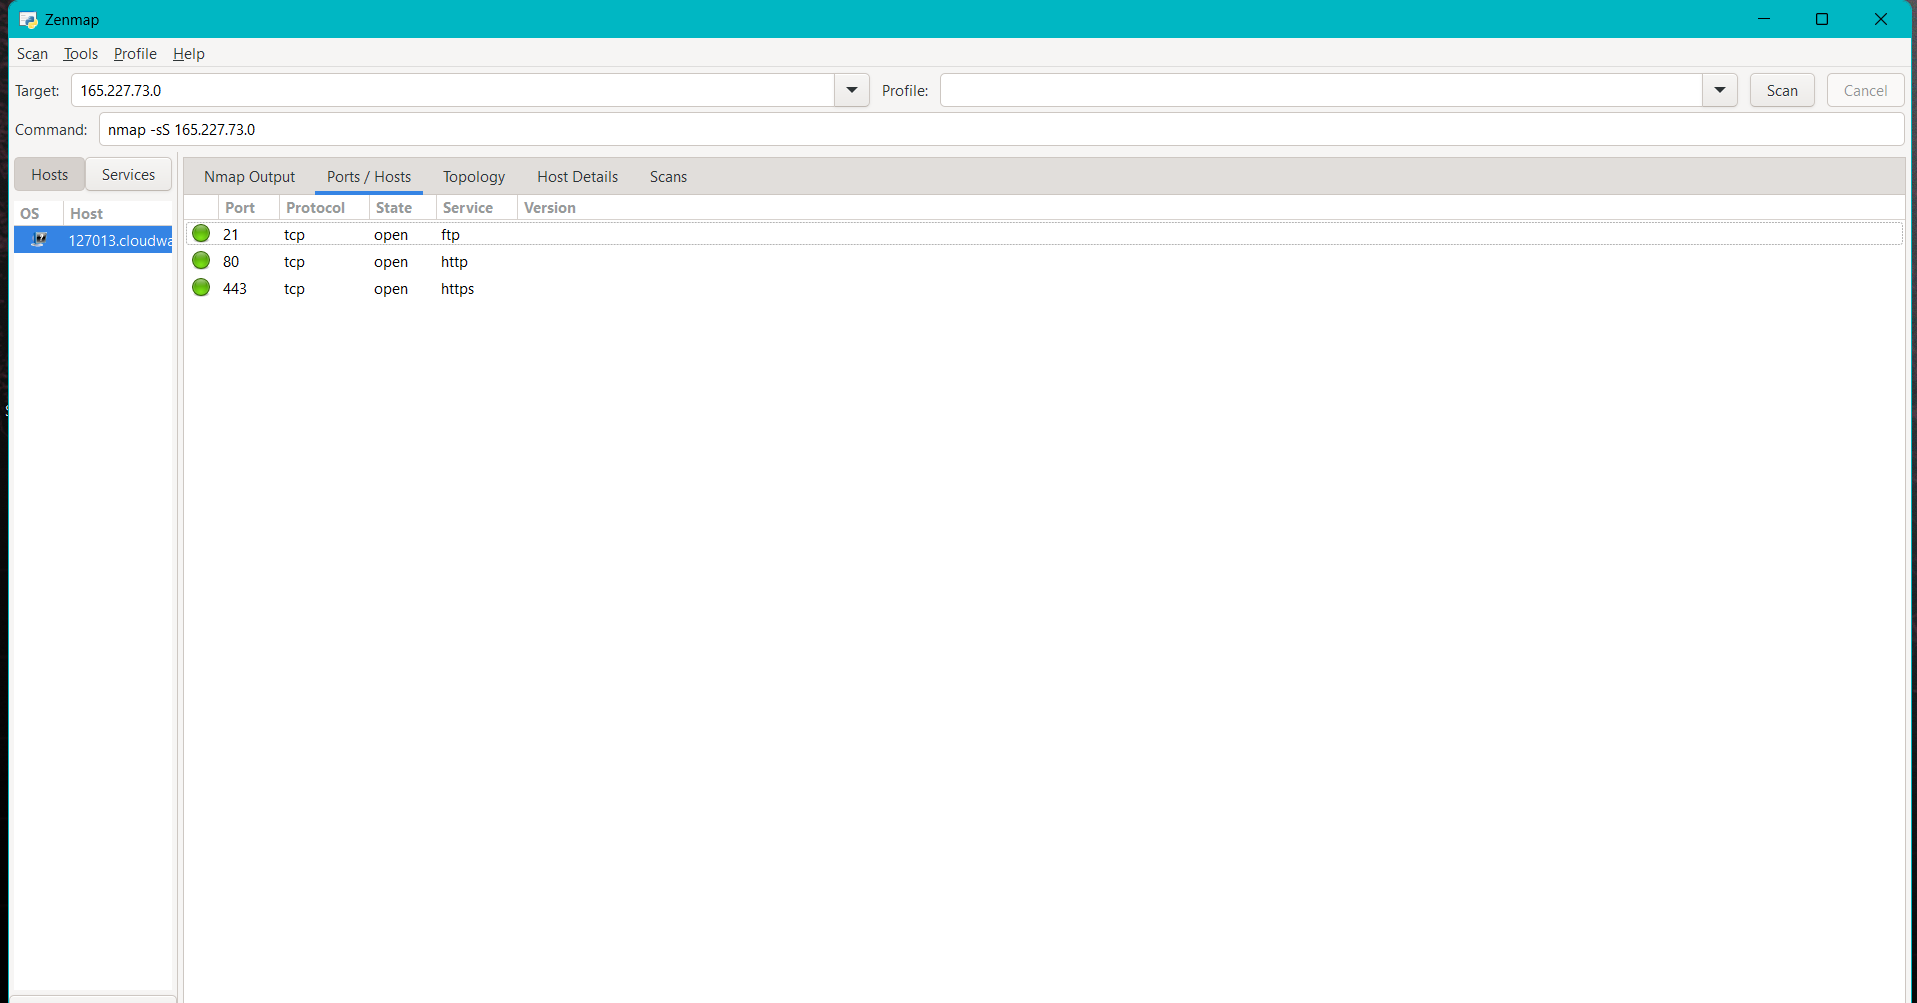 Zenmap
Scan Tools Profile Help
Target: 165.227.73.0 Profile: Scan Cancel
Command: nmap -sS 165.227.73.0
Hosts Services Nmap Output Ports / Hosts Topology Host Details Scans
OS Host Port Protocol State Service Version
127013.cloudwa 21 tcp open ftp
80 tcp open http
443 tcp open https